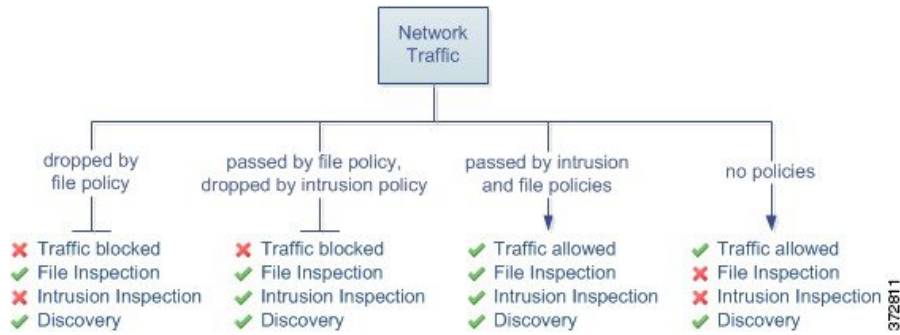 Network
Traffic
dropped by
file policy
passed by file policy,
dropped by intrusion policy
passed by intrusion
and file policies
no policies
Traffic blocked
File Inspection
Intrusion Inspection
Discovery
Traffic blocked
File Inspection
Intrusion Inspection
Discovery
Traffic allowed
File Inspection
Intrusion Inspection
Discovery
Traffic allowed
File Inspection
Intrusion Inspection
Discovery
372811